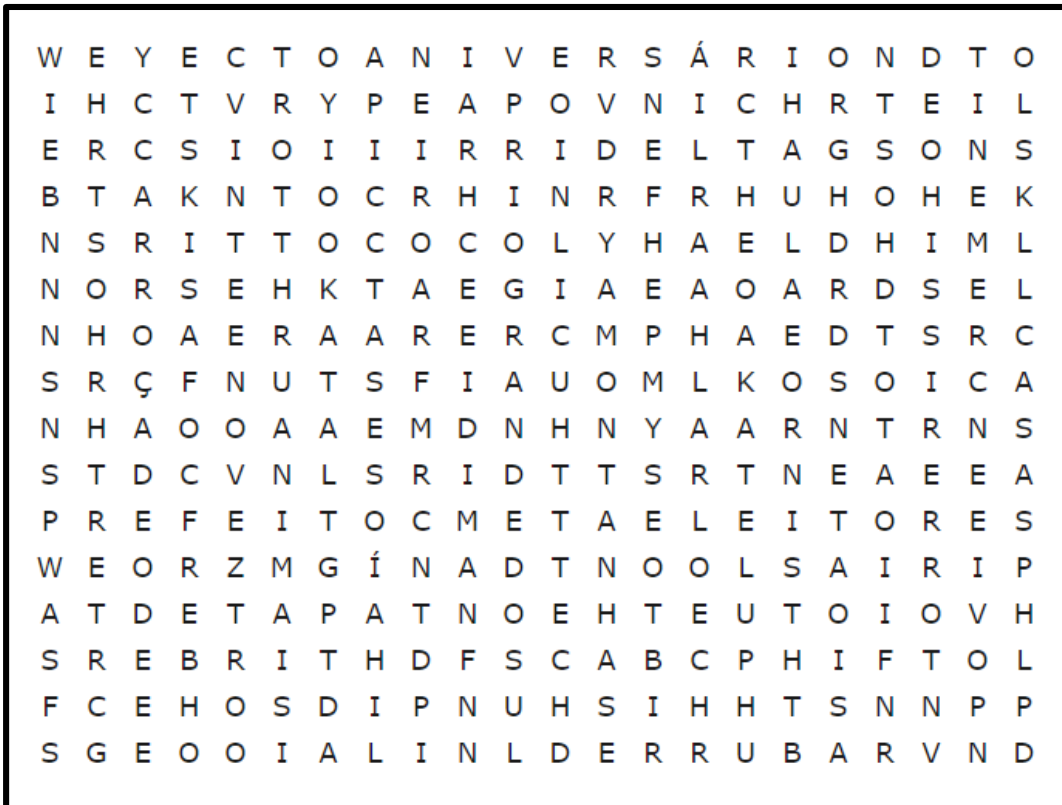 W E Y E C T O A N I V E R S Á R I O N D T O
I H C T V R Y P E A P O V N I C H R T E I L
E R C S I O I I I R R I D E L T A G S O N S
B T A K N T O C R H I N R F R H U H O H E K
N S R I T T O C O C O L Y H A E L D H I M L
N O R S E H K T A E G I A E A O A R D S E L
N H O A E R A A R E R C M P H A E D T S R C
S R Ç F N U T S F I A U O M L K O S O I C A
N H A O O A A E M D N H N Y A A R N T R N S
S T D C V N L S R I D T T S R T N E A E E A
P R E F E I T O C M E T A E L E I T O R E S
W E O R Z M G Í N A D T N O O L S A I R I P
A T D E T A P A T N O E H T E U T O I O V H
S R E B R I T H D F S C A B C P H I F T O L
F C E H O S D I P N U H S I H H T S N N P P
S G E O O I A L I N L D E R R U B A R V N D